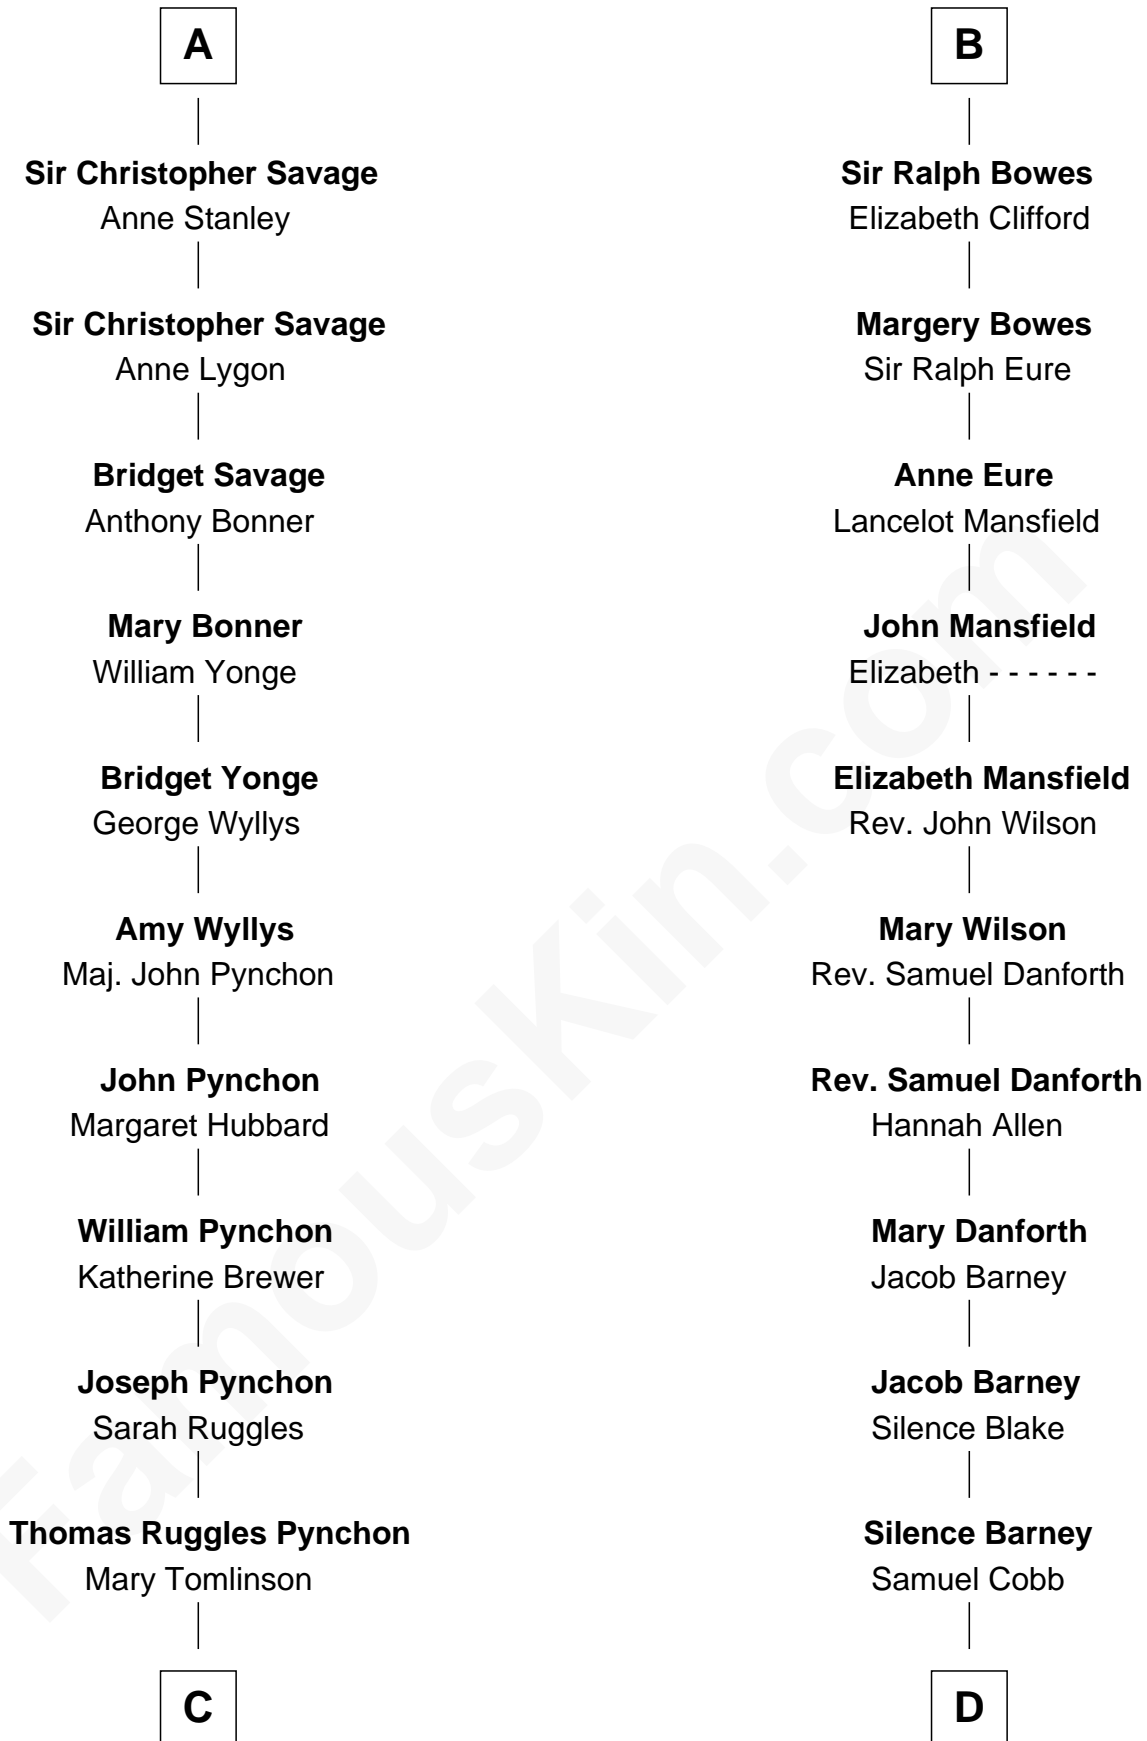 A
Sir Christopher Savage
Anne Stanley
Sir Christopher Savage
Anne Lygon
Bridget Savage
Anthony Bonner
Mary Bonner
William Yonge
Bridget Yonge
George Wyllys
Amy Wyllys
Maj. John Pynchon
John Pynchon
Margaret Hubbard
William Pynchon
Katherine Brewer
Joseph Pynchon
Sarah Ruggles
Thomas Ruggles Pynchon
Mary Tomlinson
C
B
Sir Ralph Bowes
Elizabeth Clifford
Margery Bowes
Sir Ralph Eure
Anne Eure
Lancelot Mansfield
John Mansfield
Elizabeth - - - - - -
Elizabeth Mansfield
Rev. John Wilson
Mary Wilson
Rev. Samuel Danforth
Rev. Samuel Danforth
Hannah Allen
Mary Danforth
Jacob Barney
Jacob Barney
Silence Blake
Silence Barney
Samuel Cobb
D
FamousKin.com